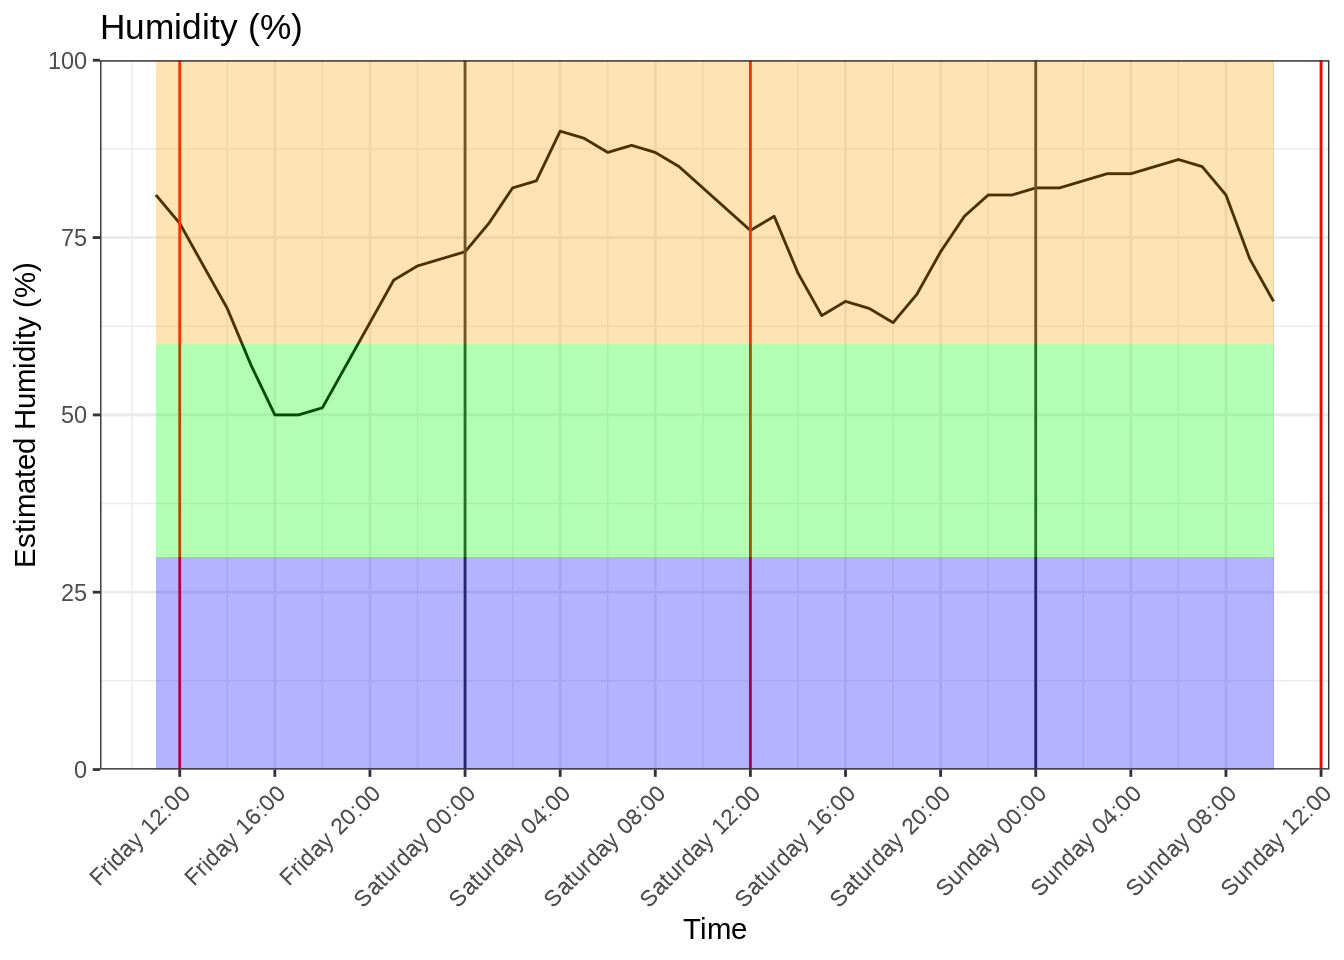 Humidity (%)
100
75
50
25
0
Estimated Humidity (%)
Friday 12:00
Friday 16:00
Friday 20:00
Saturday 00:00
Saturday 04:00
Saturday 08:00
Saturday 12:00
Saturday 16:00
Saturday 20:00
Sunday 00:00
Sunday 04:00
Sunday 08:00
Sunday 12:00
Time